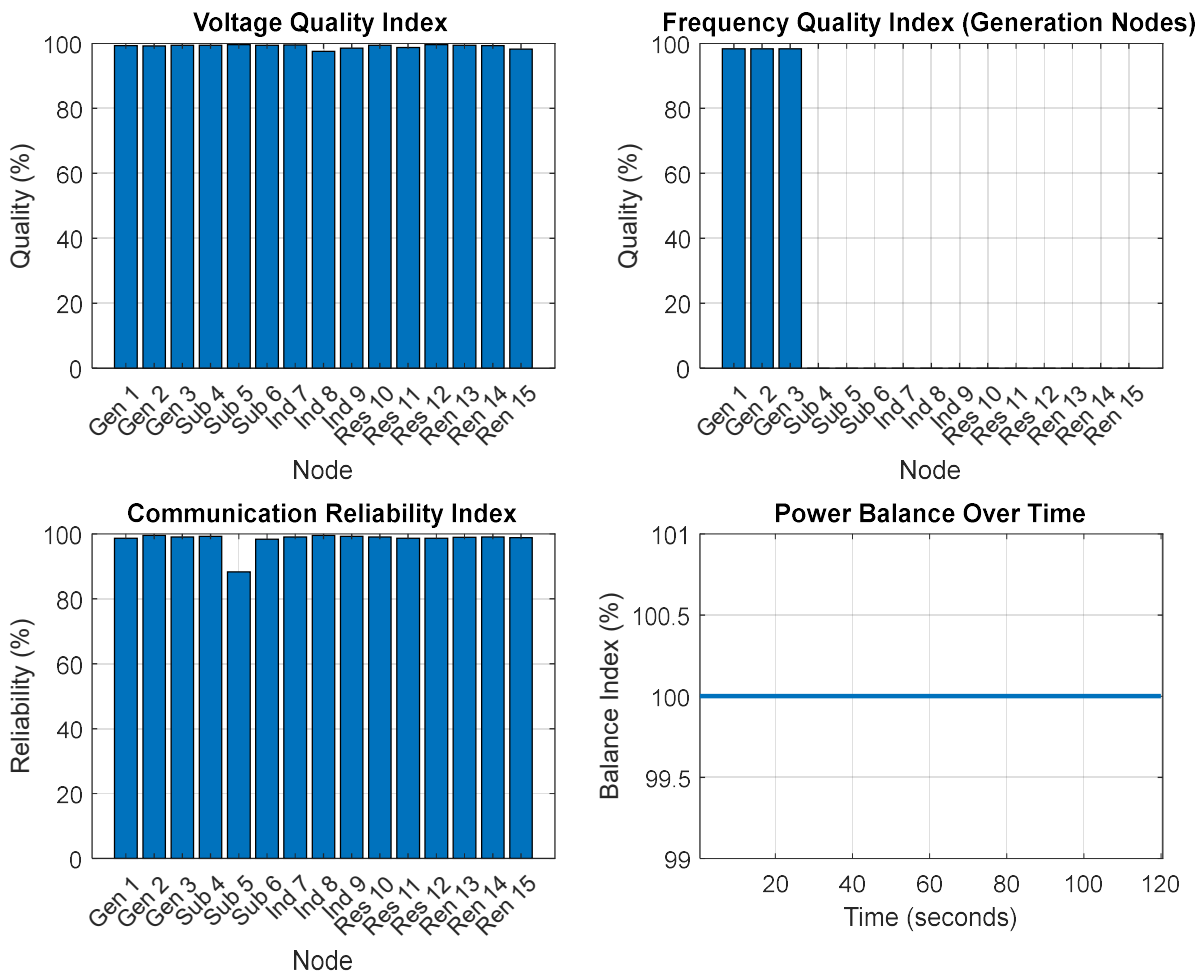 Voltage Quality Index
Quality (%)
100
80
60
40
20
0
Gen 1
Gen 2
Gen 3
Sub 4
Sub 5
Sub 6
Ind 7
Ind 8
Ind 9
Res 10
Res 11
Res 12
Ren 13
Ren 14
Ren 15
Node
Frequency Quality Index (Generation Nodes)
Quality (%)
100
80
60
40
20
0
Gen 1
Gen 2
Gen 3
Sub 4
Sub 5
Sub 6
Ind 7
Ind 8
Ind 9
Res 10
Res 11
Res 12
Ren 13
Ren 14
Ren 15
Node
Communication Reliability Index
Reliability (%)
100
80
60
40
20
0
Gen 1
Gen 2
Gen 3
Sub 4
Sub 5
Sub 6
Ind 7
Ind 8
Ind 9
Res 10
Res 11
Res 12
Ren 13
Ren 14
Ren 15
Node
Power Balance Over Time
Balance Index (%)
101
100.5
100
99.5
99
20 40 60 80 100 120
Time (seconds)